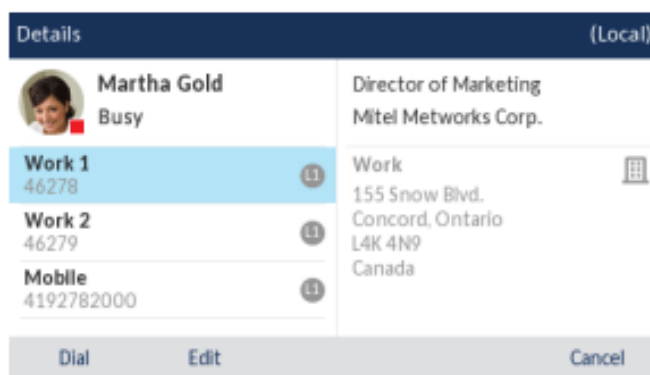 Details
(Local)
Martha Gold
Busy
Work 1
46278
L1
Work 2
46279
L1
Mobile
4192782000
L1
Director of Marketing
Mitel Metworks Corp.
Work
155 Snow Blvd.
Concord, Ontario
L4K 4N9
Canada
Dial
Edit
Cancel